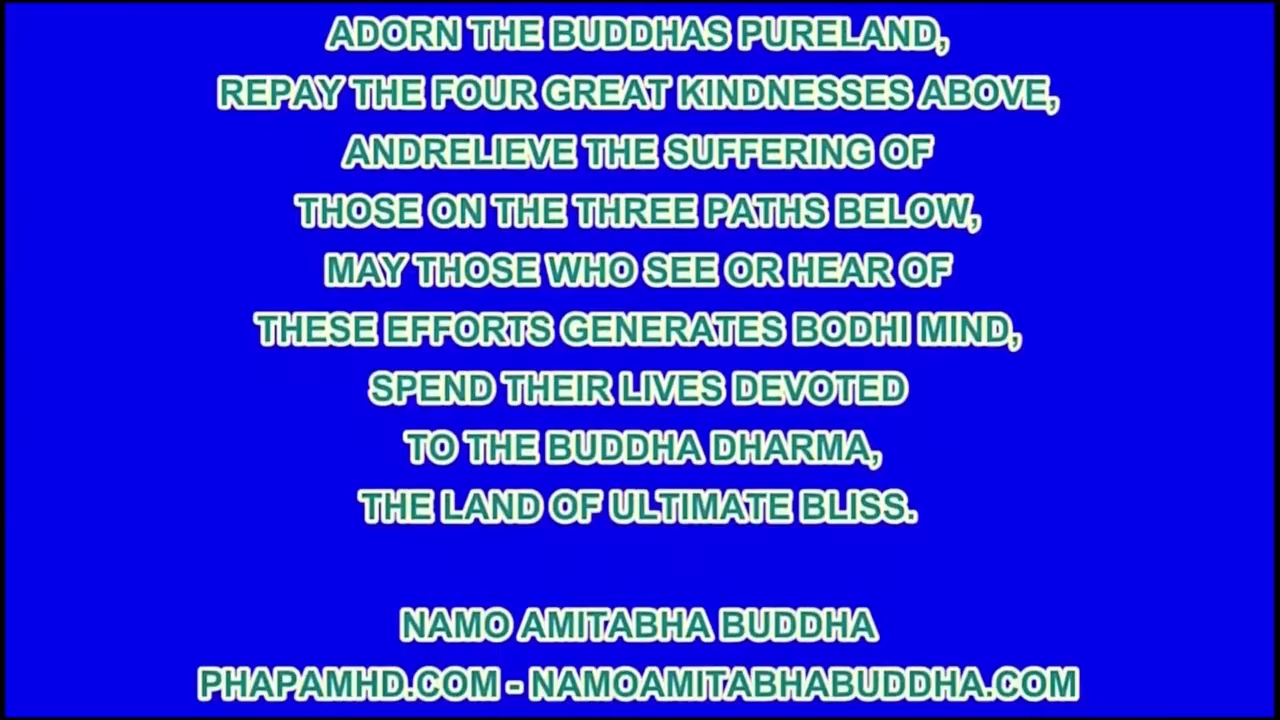 ADORN THE BUDDHAS PURELAND,
REPAY THE FOUR GREAT KINDNESSES ABOVE,
ANDRELIEVE THE SUFFERING OF
THOSE ON THE THREE PATHS BELOW,
MAY THOSE WHO SEE OR HEAR OF
THESE EFFORTS GENERATES BODHI MIND,
SPEND THEIR LIVES DEVOTED
TO THE BUDDHA DHARMA,
THE LAND OF ULTIMATE BLISS.
NAMO AMITABHA BUDDHA
PHAPAMHD.COM - NAMOAMITABHABUDDHA.COM